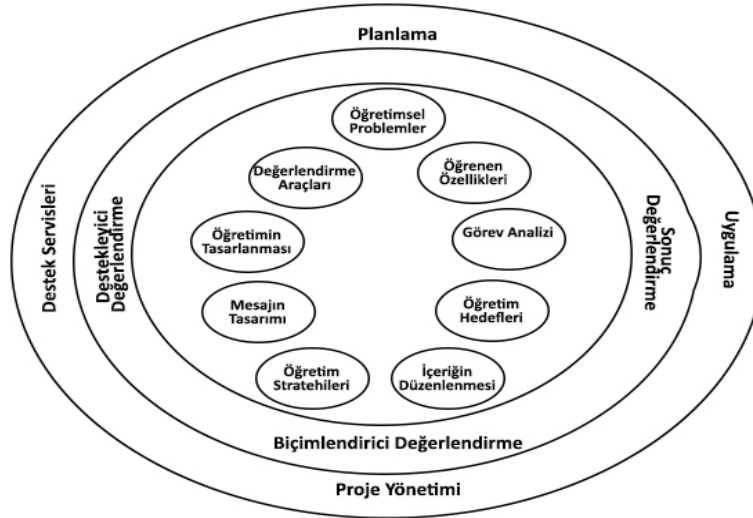 Planlama
Öğretimsel
Problemler
Değerlendirme
Araçları
Öğrenen
Özellikleri
Öğretimin
Tasarlanması
Görev Analizi
Mesajın
Tasarımı
Öğretim
Hedefleri
Öğretim
Stratehileri
İçeriğin
Düzenlenmesi
Destek Servisleri
Destekleyici
Değerlendirme
Sonuç
Değerlendirme
Uygulama
Biçimlendirici Değerlendirme
Proje Yönetimi